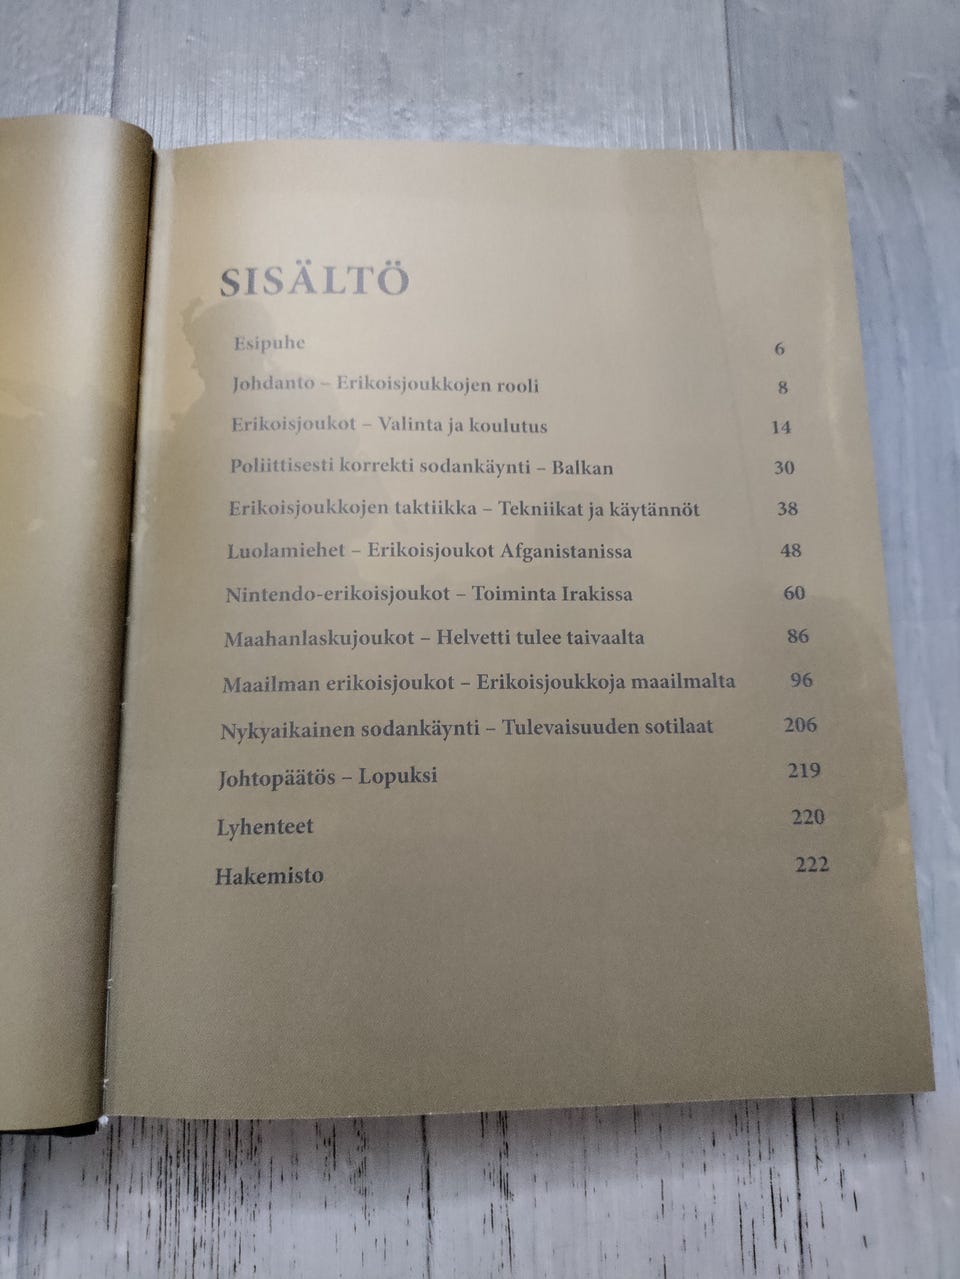 SISÄLTÖ
Esipuhe 6
Johdanto – Erikoisjoukkojen rooli 8
Erikoisjoukot – Valinta ja koulutus 14
Poliittisesti korrekti sodankäynti – Balkan 30
Erikoisjoukkojen taktiikka – Tekniikat ja käytännöt 38
Luolamiehet – Erikoisjoukot Afganistanissa 48
Nintendo-erikoisjoukot – Toiminta Irakissa 60
Maahanlaskujoukot – Helvetti tulee taivaalta 86
Maailman erikoisjoukot – Erikoisjoukkoja maailmalta 96
Nykyaikainen sodankäynti – Tulevaisuuden sotilaat 206
Johtopäätös – Lopuksi 219
Lyhenteet 220
Hakemisto 222